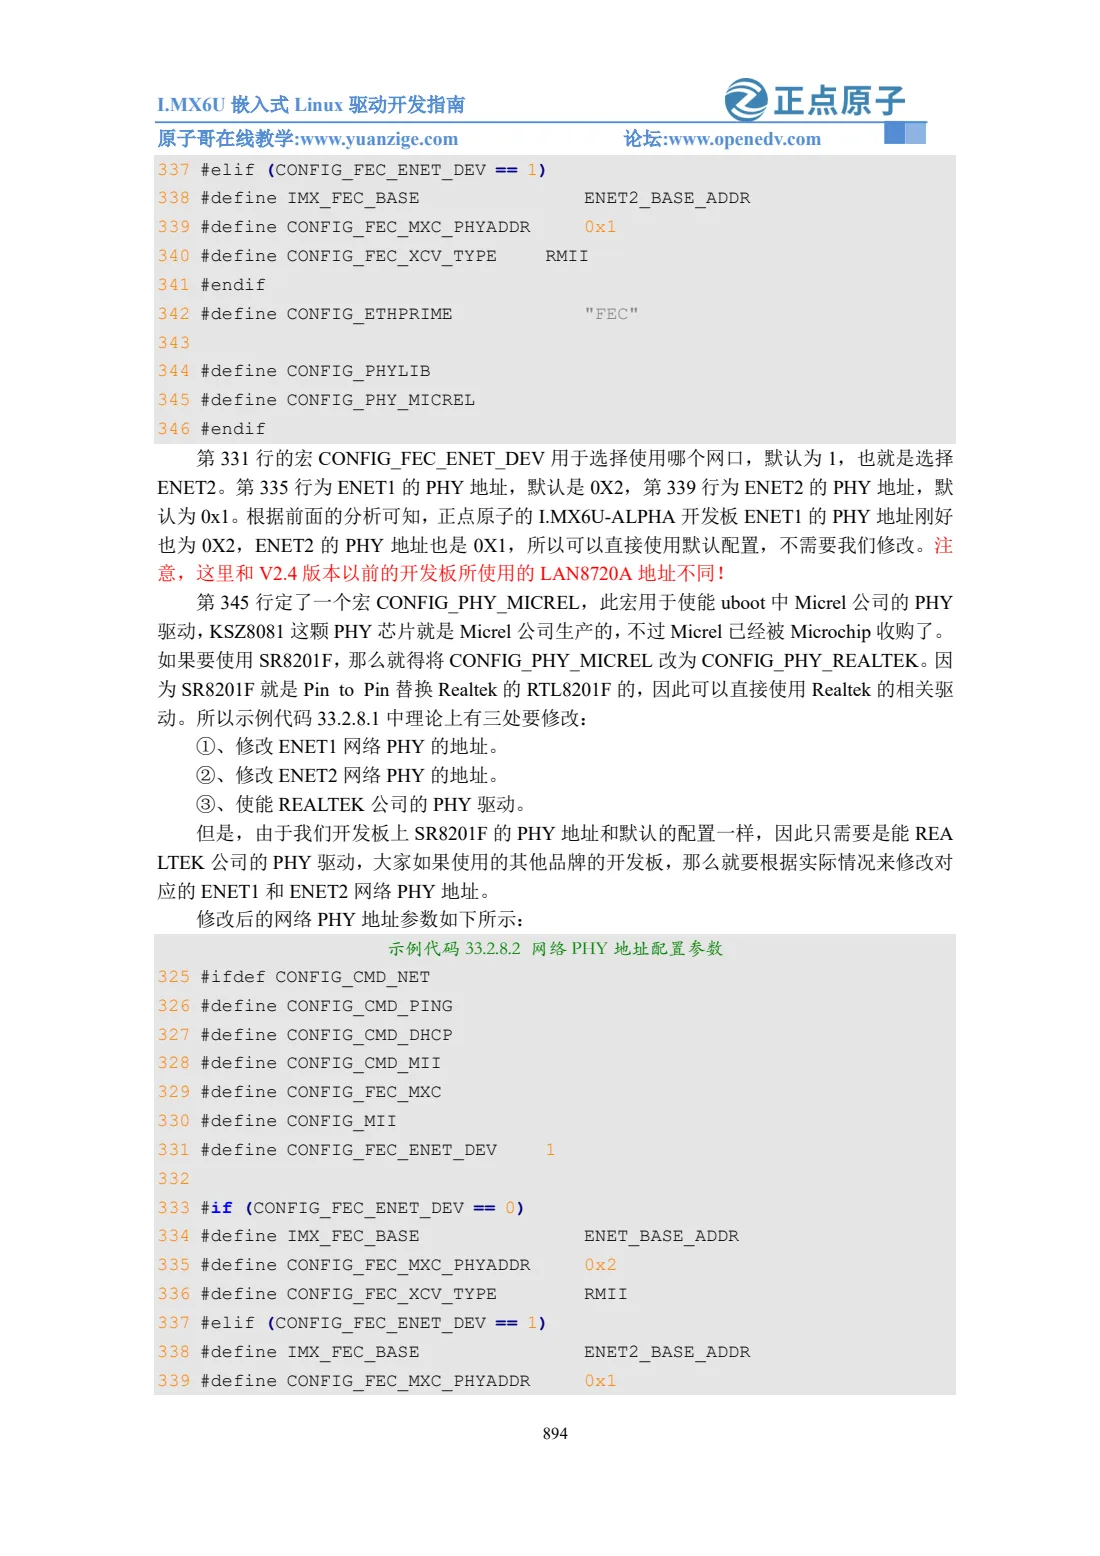 I.MX6U 嵌入式 Linux 驱动开发指南
正点原子
原子哥在线教学:www.yuanzige.com 论坛:www.openedv.com
337 #elif (CONFIG_FEC_ENET_DEV == 1)
338 #define IMX_FEC_BASE ENET2_BASE_ADDR
339 #define CONFIG_FEC_MXC_PHYADDR 0x1
340 #define CONFIG_FEC_XCV_TYPE RMII
341 #endif
342 #define CONFIG_ETHPRIME "FEC"
343
344 #define CONFIG_PHYLIB
345 #define CONFIG_PHY_MICREL
346 #endif
第 331 行的宏 CONFIG_FEC_ENET_DEV 用于选择使用哪个网口，默认为 1，也就是选择
ENET2。第 335 行为 ENET1 的 PHY 地址，默认是 0X2，第 339 行为 ENET2 的 PHY 地址，默
认为 0x1。根据前面的分析可知，正点原子的 I.MX6U-ALPHA 开发板 ENET1 的 PHY 地址刚好
也为 0X2，ENET2 的 PHY 地址也是 0X1，所以可以直接使用默认配置，不需要我们修改。注
意，这里和 V2.4 版本以前的开发板所使用的 LAN8720A 地址不同！
第 345 行定了一个宏 CONFIG_PHY_MICREL，此宏用于使能 uboot 中 Micrel 公司的 PHY
驱动，KSZ8081 这颗 PHY 芯片就是 Micrel 公司生产的，不过 Micrel 已经被 Microchip 收购了。
如果要使用 SR8201F，那么就得将 CONFIG_PHY_MICREL 改为 CONFIG_PHY_REALTEK。因
为 SR8201F 就是 Pin to Pin 替换 Realtek 的 RTL8201F 的，因此可以直接使用 Realtek 的相关驱
动。所以示例代码 33.2.8.1 中理论上有三处要修改：
①、修改 ENET1 网络 PHY 的地址。
②、修改 ENET2 网络 PHY 的地址。
③、使能 REALTEK 公司的 PHY 驱动。
但是，由于我们开发板上 SR8201F 的 PHY 地址和默认的配置一样，因此只需要是能 REA
LTEK 公司的 PHY 驱动，大家如果使用的其他品牌的开发板，那么就要根据实际情况来修改对
应的 ENET1 和 ENET2 网络 PHY 地址。
修改后的网络 PHY 地址参数如下所示：
示例代码 33.2.8.2 网络 PHY 地址配置参数
325 #ifdef CONFIG_CMD_NET
326 #define CONFIG_CMD_PING
327 #define CONFIG_CMD_DHCP
328 #define CONFIG_CMD_MII
329 #define CONFIG_FEC_MXC
330 #define CONFIG_MII
331 #define CONFIG_FEC_ENET_DEV 1
332
333 #if (CONFIG_FEC_ENET_DEV == 0)
334 #define IMX_FEC_BASE ENET_BASE_ADDR
335 #define CONFIG_FEC_MXC_PHYADDR 0x2
336 #define CONFIG_FEC_XCV_TYPE RMII
337 #elif (CONFIG_FEC_ENET_DEV == 1)
338 #define IMX_FEC_BASE ENET2_BASE_ADDR
339 #define CONFIG_FEC_MXC_PHYADDR 0x1
894